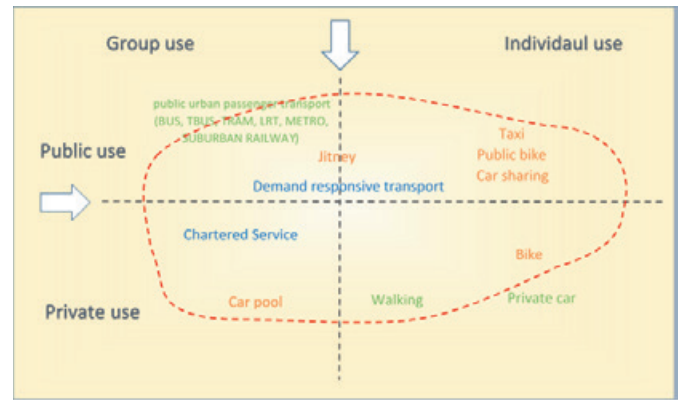 Group use
Individaul use
public urban passenger transport
(BUS, TBUS, TRAM, LRT, METRO,
SUBURBAN RAILWAY)
Taxi
Public use
Jitney
Public bike
Car sharing
Demand responsive transport
Chartered Service
Bike
Car pool
Walking
Private car
Private use